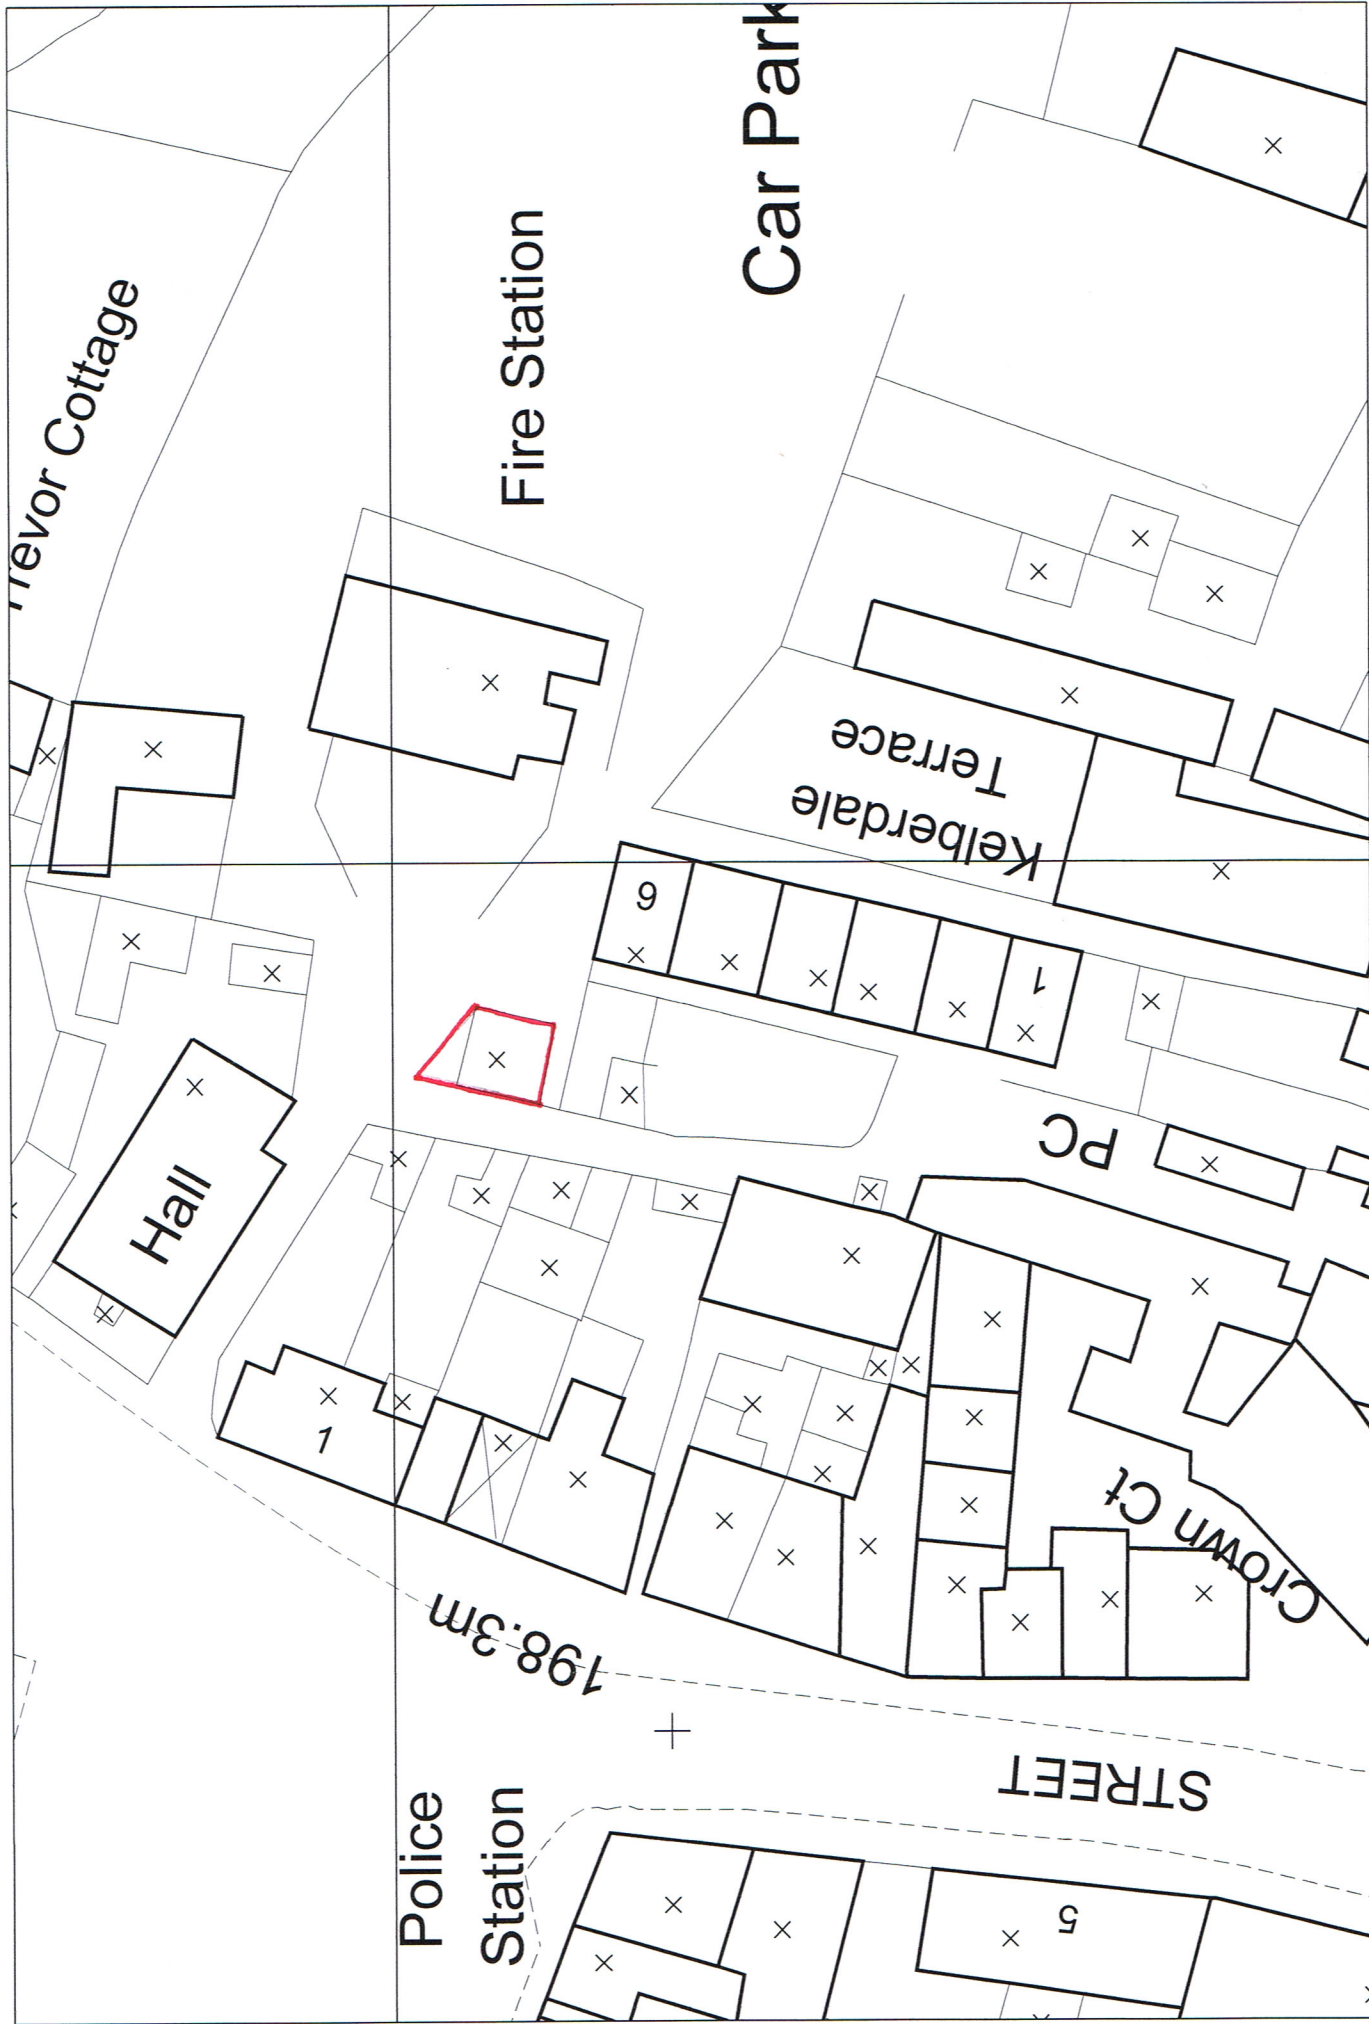 Car Park
Fire Station
Trevor Cottage
Kelberdale
Terrace
6
1
PC
Hall
1
Crown Ct
198.3m
STREET
Police
Station
5